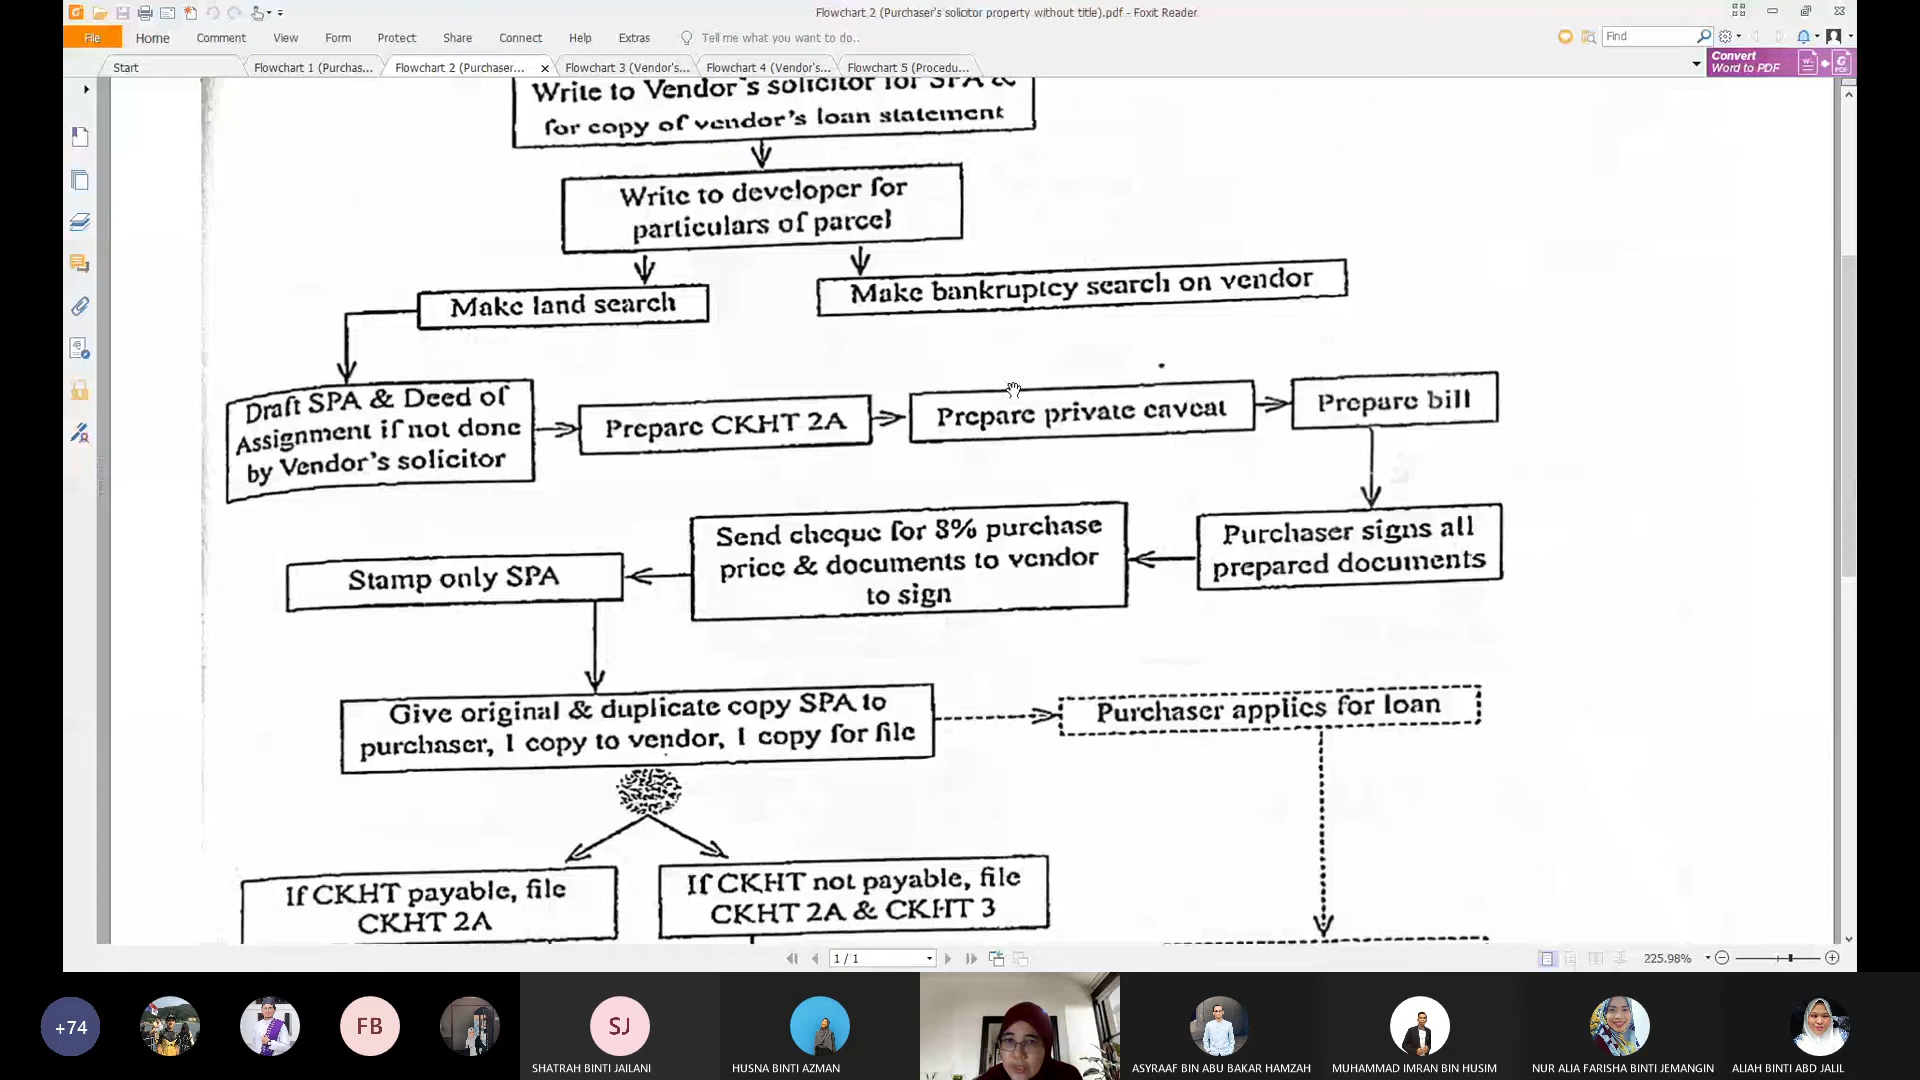 Flowchart 2 (Purchaser's solicitor property without title).pdf - Foxit Reader
File Home Comment View Form Protect Share Connect Help Extras Tell me what you want to do.. Find
Start Flowchart 1 (Purchas... Flowchart 2 (Purchaser... Flowchart 3 (Vendor's... Flowchart 4 (Vendor's... Flowchart 5 (Procedu...
Convert
Word to PDF
Write to Vendor's solicitor for SPA &
for copy of vendor's loan statement
Write to developer for
particulars of parcel
Make land search
Make bankruptcy search on vendor
Draft SPA & Deed of
Assignment if not done
by Vendor's solicitor
Prepare CKHT 2A
Prepare private caveat
Prepare bill
Purchaser signs all
prepared documents
Send cheque for 8% purchase
price & documents to vendor
to sign
Stamp only SPA
Give original & duplicate copy SPA to
purchaser, 1 copy to vendor, 1 copy for file
Purchaser applies for loan
If CKHT payable, file
CKHT 2A
If CKHT not payable, file
CKHT 2A & CKHT 3
1 / 1
225.98%
+74
FB
SJ
SHATRAH BINTI JAILANI
HUSNA BINTI AZMAN
ASYRAAF BIN ABU BAKAR HAMZAH
MUHAMMAD IMRAN BIN HUSIM
NUR ALIA FARISHA BINTI JEMANGIN
ALIAH BINTI ABD JALIL